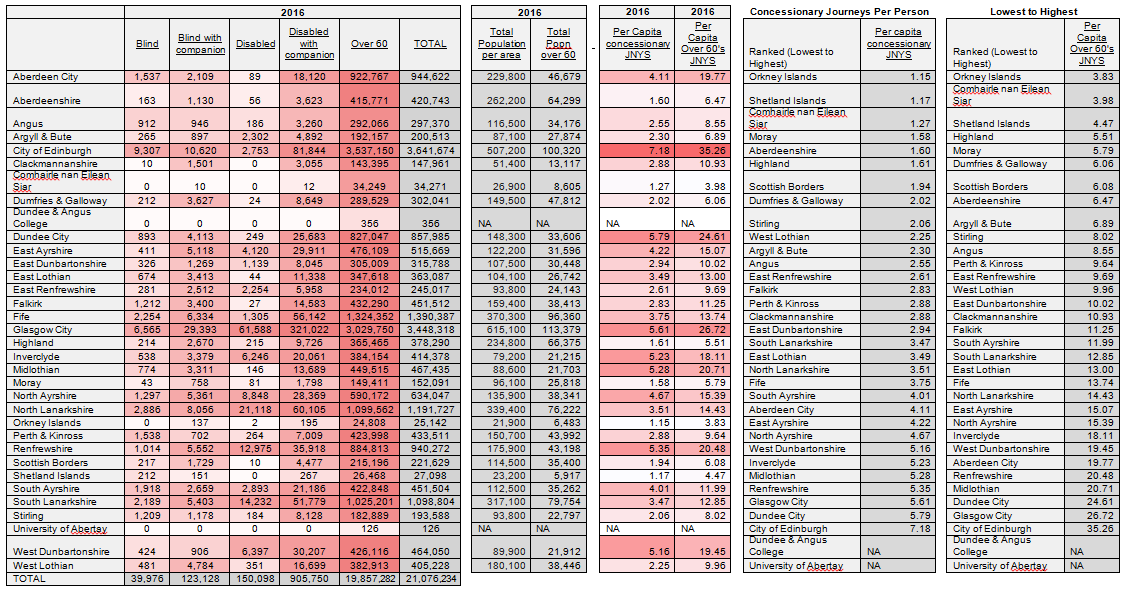 2016 2016 2016 2016 Concessionary Journeys Per Person Lowest to Highest
Blind Blind with companion Disabled Disabled with companion Over 60 TOTAL Total Population per area Total Poppn over 60 Per Capita concessionary JNYS Per Capita Over 60's JNYS Ranked (Lowest to Highest) Per capita concessionary JNYS Ranked (Lowest to Highest) Per Capita Over 60's JNYS
Aberdeen City 1,537 2,109 89 18,120 922,767 944,622 229,800 46,679 4.11 19.77 Orkney Islands 1.15 Orkney Islands 3.83
Aberdeenshire 163 1,130 56 3,623 415,771 420,743 262,200 64,299 1.60 6.47 Shetland Islands 1.17 Comhairle nan Eilean Siar 3.98
Angus 912 946 186 3,260 292,066 297,370 116,500 34,176 2.55 8.55 Comhairle nan Eilean Siar 1.27 Shetland Islands 4.47
Argyll & Bute 265 897 2,302 4,892 192,157 200,513 87,100 27,874 2.30 6.89 Moray 1.58 Highland 5.51
City of Edinburgh 9,307 10,620 2,753 81,844 3,537,150 3,641,674 507,200 100,320 7.18 35.26 Aberdeenshire 1.60 Moray 5.79
Clackmannanshire 10 1,501 0 3,055 143,395 147,961 51,400 13,117 2.88 10.93 Highland 1.61 Dumfries & Galloway 6.06
Comhairle nan Eilean Siar 0 10 0 12 34,249 34,271 26,900 8,605 1.27 3.98 Scottish Borders 1.94 Scottish Borders 6.08
Dumfries & Galloway 212 3,627 24 8,649 289,529 302,041 149,500 47,812 2.02 6.06 Dumfries & Galloway 2.02 Aberdeenshire 6.47
Dundee & Angus College 0 0 0 0 356 356 NA NA NA NA Stirling 2.06 Argyll & Bute 6.89
Dundee City 893 4,113 249 25,683 827,047 857,985 148,300 33,606 5.79 24.61 West Lothian 2.25 Stirling 8.02
East Ayrshire 411 5,118 4,120 29,911 476,109 515,669 122,200 31,596 4.22 15.07 Argyll & Bute 2.30 Angus 8.55
East Dunbartonshire 326 1,269 1,139 8,045 305,009 315,788 107,500 30,448 2.94 10.02 Angus 2.55 Perth & Kinross 9.64
East Lothian 674 3,413 44 11,338 347,618 363,087 104,100 26,742 3.49 13.00 East Renfrewshire 2.61 East Renfrewshire 9.69
East Renfrewshire 281 2,512 2,254 5,958 234,012 245,017 93,800 24,143 2.61 9.69 Falkirk 2.83 West Lothian 9.96
Falkirk 1,212 3,400 27 14,583 432,290 451,512 159,400 38,413 2.83 11.25 Perth & Kinross 2.88 East Dunbartonshire 10.02
Fife 2,254 6,334 1,305 56,142 1,324,352 1,390,387 370,300 96,360 3.75 13.74 Clackmannanshire 2.88 Clackmannanshire 10.93
Glasgow City 6,565 29,393 61,588 321,022 3,029,750 3,448,318 615,100 113,379 5.61 26.72 East Dunbartonshire 2.94 Falkirk 11.25
Highland 214 2,670 215 9,726 365,465 378,290 234,800 66,375 1.61 5.51 South Lanarkshire 3.47 South Ayrshire 11.99
Inverclyde 538 3,379 6,246 20,061 384,154 414,378 79,200 21,215 5.23 18.11 East Lothian 3.49 South Lanarkshire 12.85
Midlothian 774 3,311 146 13,689 449,515 467,435 88,600 21,703 5.28 20.71 North Lanarkshire 3.51 East Lothian 13.00
Moray 43 758 81 1,798 149,411 152,091 96,100 25,818 1.58 5.79 Fife 3.75 Fife 13.74
North Ayrshire 1,297 5,361 8,848 28,369 590,172 634,047 135,900 38,341 4.67 15.39 South Ayrshire 4.01 North Lanarkshire 14.43
North Lanarkshire 2,886 8,056 21,118 60,105 1,099,562 1,191,727 339,400 76,222 3.51 14.43 Aberdeen City 4.11 East Ayrshire 15.07
Orkney Islands 0 137 2 195 24,808 25,142 21,900 6,483 1.15 3.83 East Ayrshire 4.22 North Ayrshire 15.39
Perth & Kinross 1,538 702 264 7,009 423,998 433,511 150,700 43,992 2.88 9.64 North Ayrshire 4.67 Inverclyde 18.11
Renfrewshire 1,014 5,552 12,975 35,918 884,813 940,272 175,900 43,198 5.35 20.48 West Dunbartonshire 5.16 West Dunbartonshire 19.45
Scottish Borders 217 1,729 10 4,477 215,196 221,629 114,500 35,400 1.94 6.08 Inverclyde 5.23 Aberdeen City 19.77
Shetland Islands 212 151 0 267 26,468 27,098 23,200 5,917 1.17 4.47 Midlothian 5.28 Renfrewshire 20.48
South Ayrshire 1,918 2,659 2,893 21,186 422,848 451,504 112,500 35,262 4.01 11.99 Renfrewshire 5.35 Midlothian 20.71
South Lanarkshire 2,189 5,403 14,232 51,779 1,025,201 1,098,804 317,100 79,754 3.47 12.85 Glasgow City 5.61 Dundee City 24.61
Stirling 1,209 1,178 184 8,128 182,889 193,588 93,800 22,797 2.06 8.02 Dundee City 5.79 Glasgow City 26.72
University of Abertay 0 0 0 0 126 126 NA NA NA NA City of Edinburgh 7.18 City of Edinburgh 35.26
West Dunbartonshire 424 906 6,397 30,207 426,116 464,050 89,900 21,912 5.16 19.45 Dundee & Angus College NA Dundee & Angus College NA
West Lothian 481 4,784 351 16,699 382,913 405,228 180,100 38,446 2.25 9.96 University of Abertay NA University of Abertay NA
TOTAL 39,976 123,128 150,098 905,750 19,857,282 21,076,234